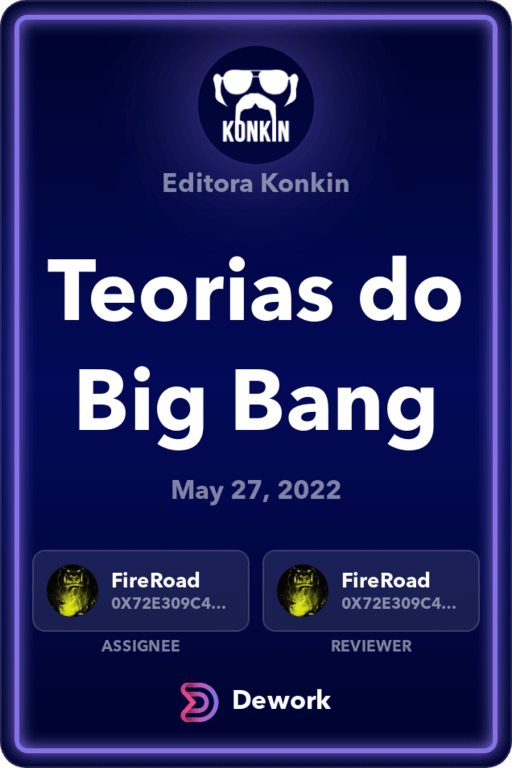 KONKIN
Editora Konkin
Teorias do
Big Bang
May 27, 2022
FireRoad
0X72E309C4...
ASSIGNEE
FireRoad
0X72E309C4...
REVIEWER
Dework